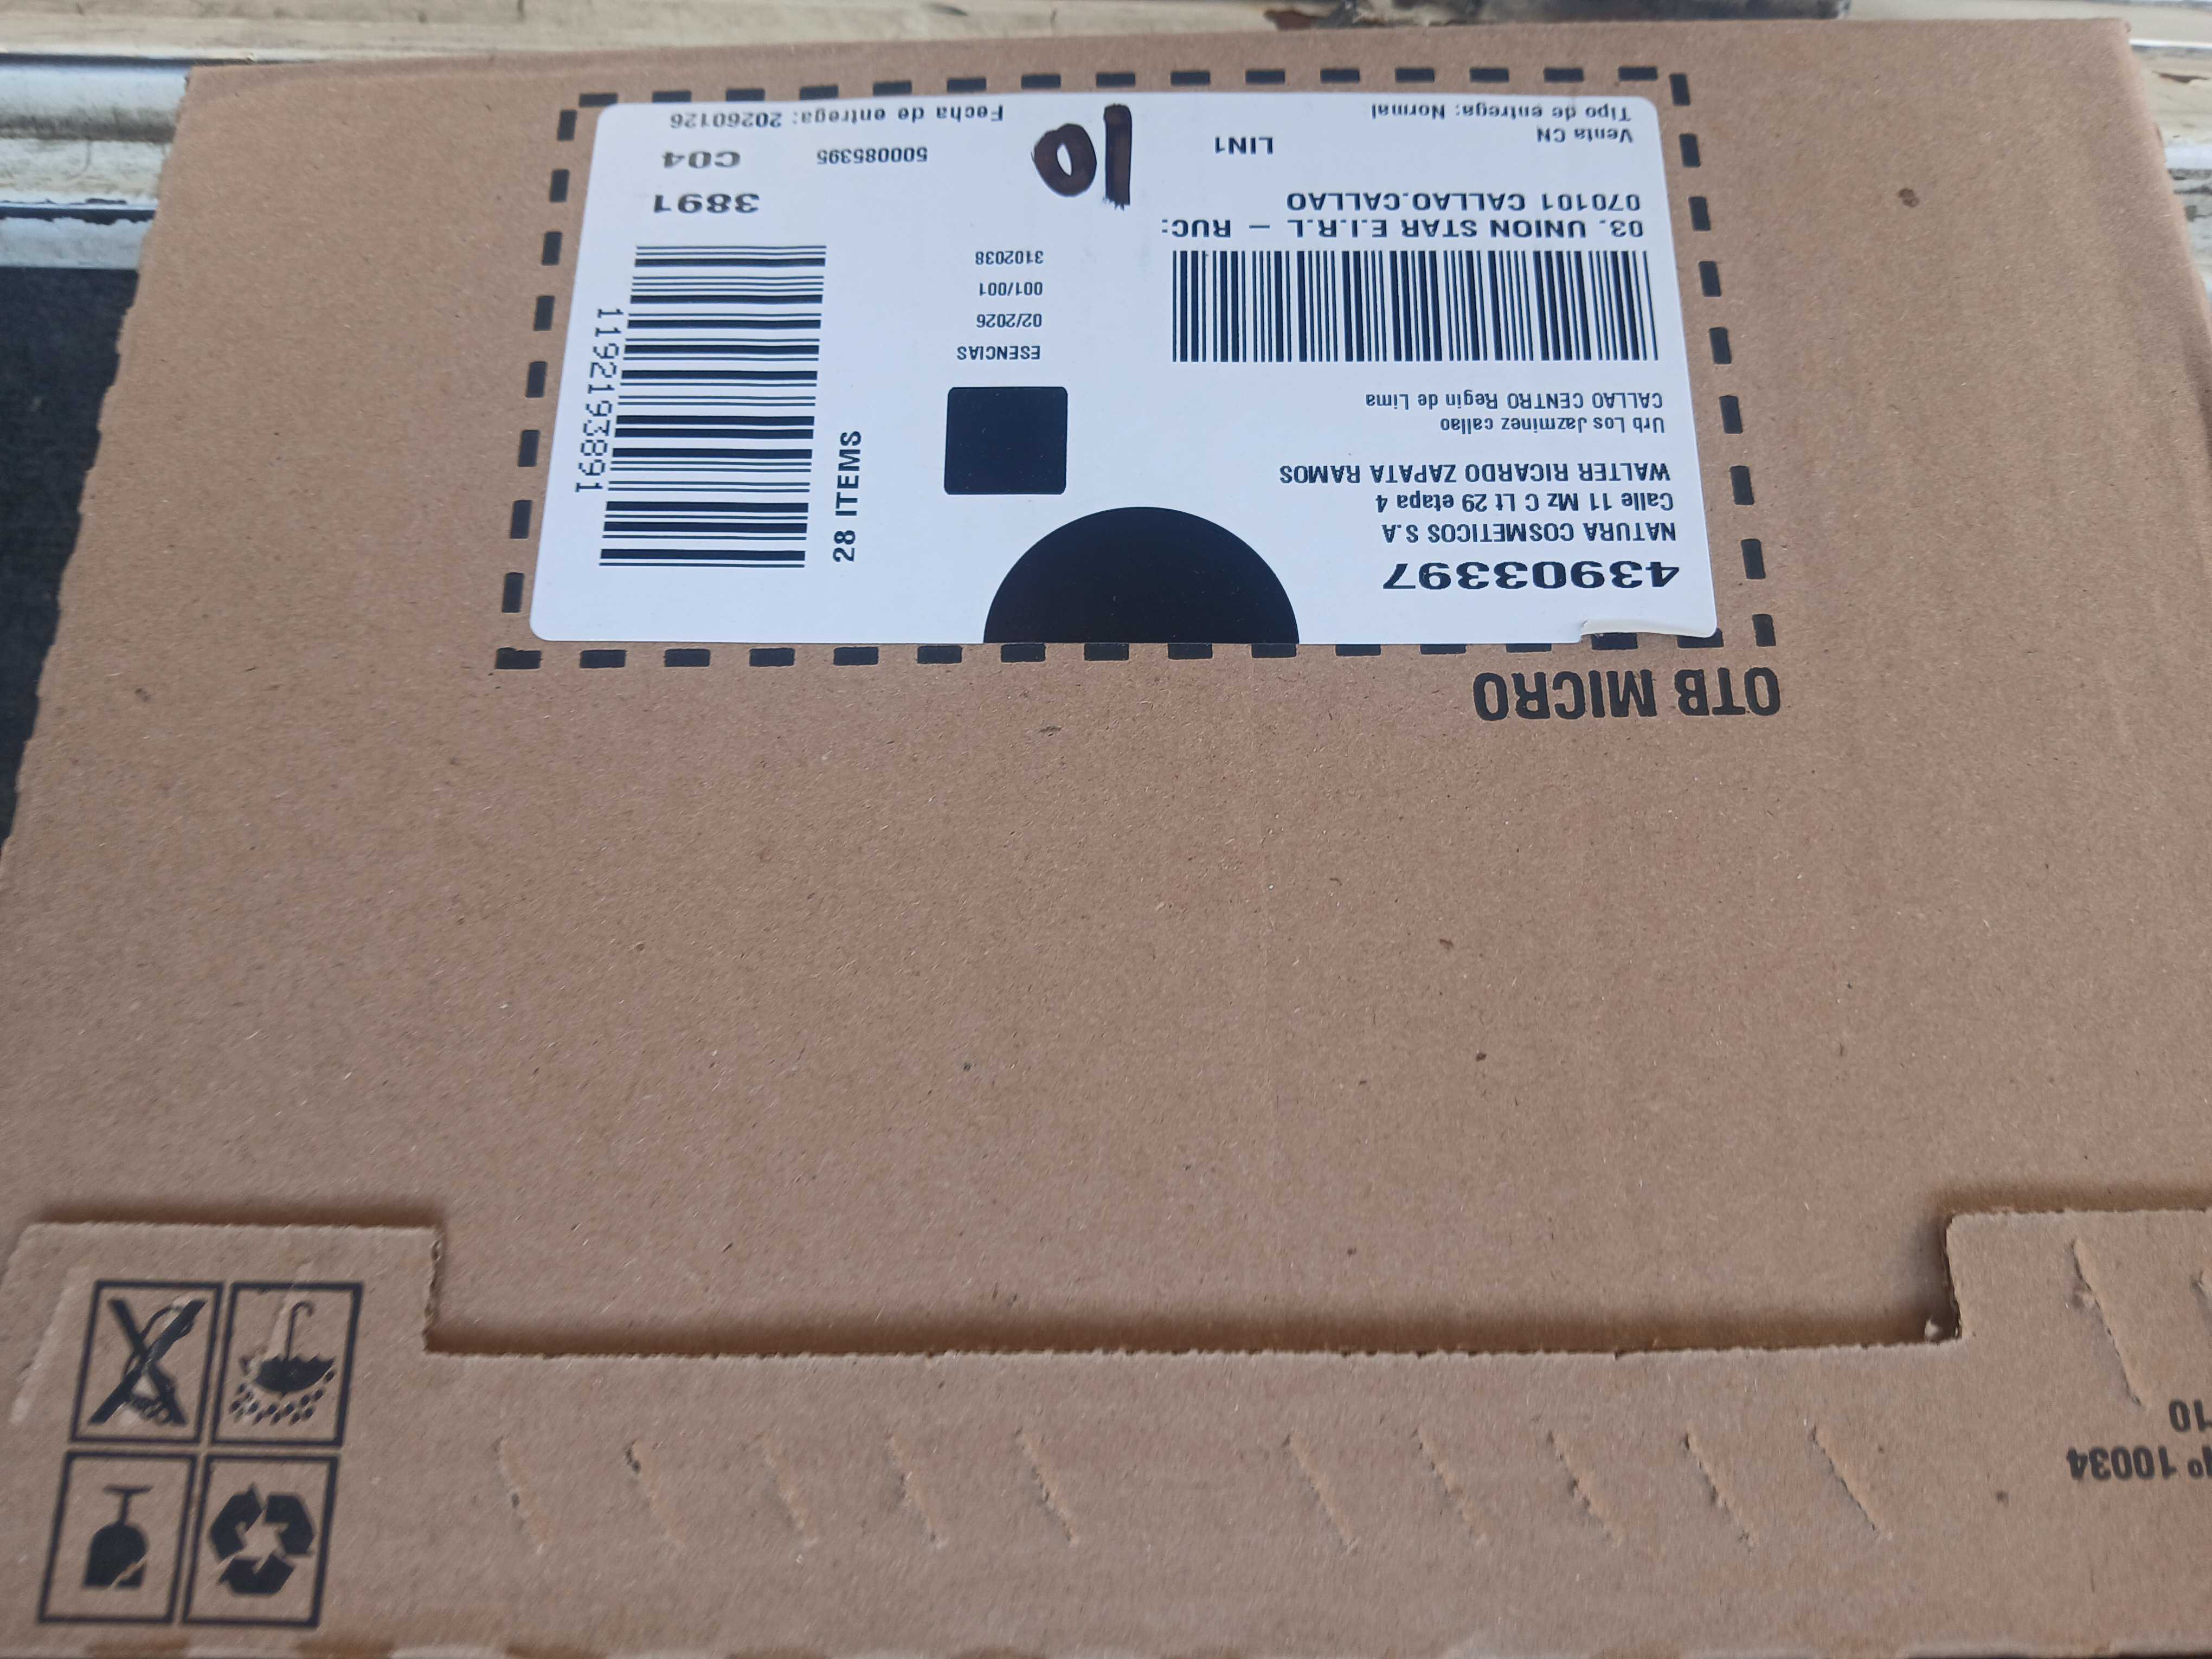 OTB MICRO
43903397
NATURA COSMETICOS S.A
Calle 11 Mz C Lt 29 etapa 4
WALTER RICARDO ZAPATA RAMOS
Urb Los Jazminez callao
CALLAO CENTRO Regin de Lima
03. UNION STAR E.I.R.L - RUC:
070101 CALLAO.CALLAO
Venta CN
LIN1
Tipo de entrega: Normal
ESENCIAS
02/2026
001/001
3102038
10
28 ITEMS
1192193891
3891
500085395
C04
Fecha de entrega: 20260126
Nº 10034